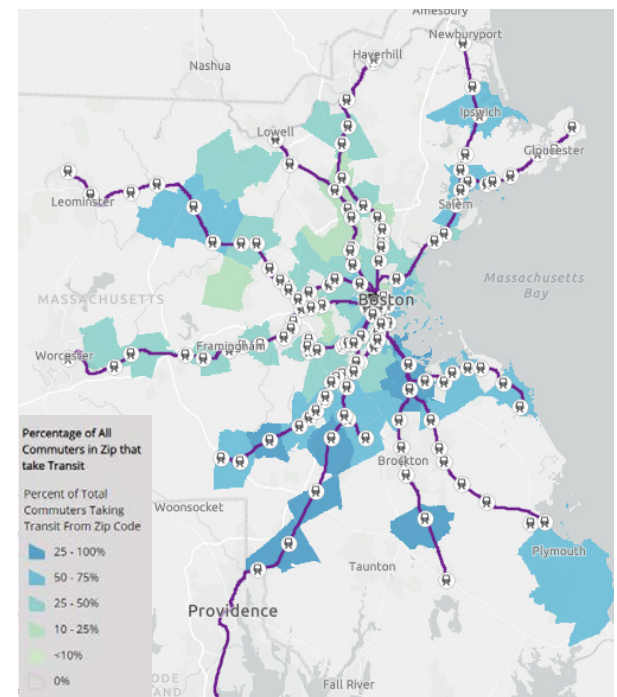 Amesbury
Newburyport
Haverhill
Nashua
Ipswich
Lowell
Gloucester
Leominster
Salem
Massachusetts
Bay
MASSACHUSETTS
Boston
Worcester
Framingham
Percentage of All
Commuters in Zip that
take Transit
Percent of Total
Commuters Taking
Transit From Zip Code
25 - 100%
50 - 75%
25 - 50%
10 - 25%
<10%
0%
Brockton
Woonsocket
Plymouth
Taunton
Providence
ODE
AND
Fall River